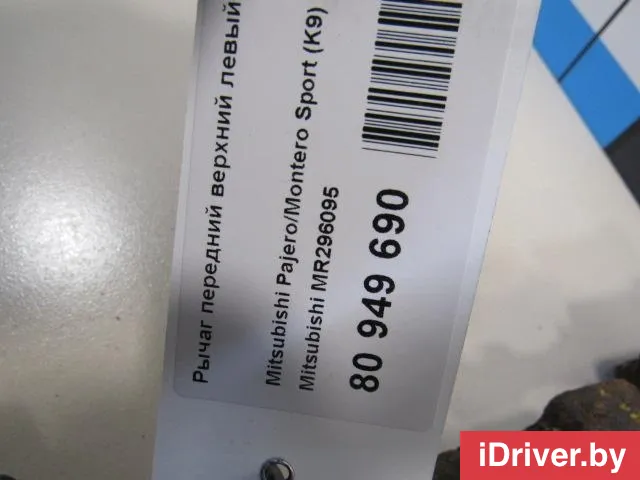 Рычаг передний верхний левый
Mitsubishi Pajero/Montero Sport (K9)
Mitsubishi MR296095
80 949 690
iDriver.by